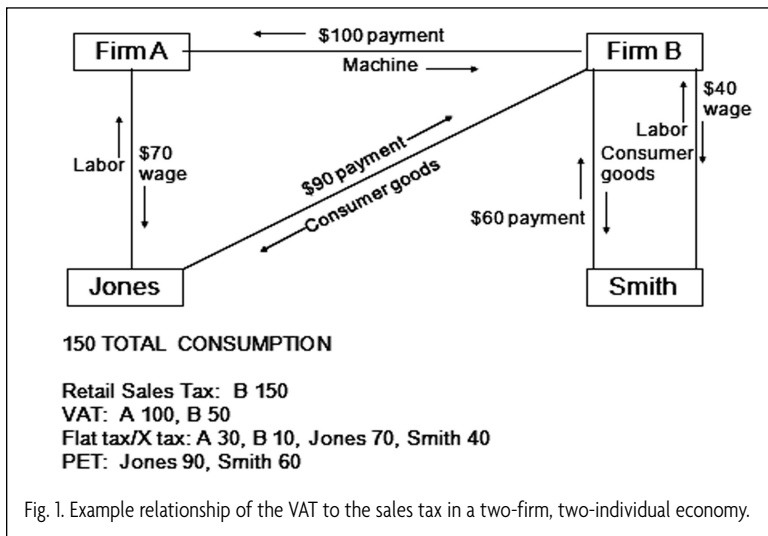 $100 payment
Firm A
Firm B
Machine
$40
wage
Labor
$70
wage
Labor
Consumer
goods
$90 payment
Consumer goods
$60 payment
Jones
Smith
150 TOTAL CONSUMPTION
Retail Sales Tax: B 150
VAT: A 100, B 50
Flat tax/X tax: A 30, B 10, Jones 70, Smith 40
PET: Jones 90, Smith 60
Fig. 1. Example relationship of the VAT to the sales tax in a two-firm, two-individual economy.